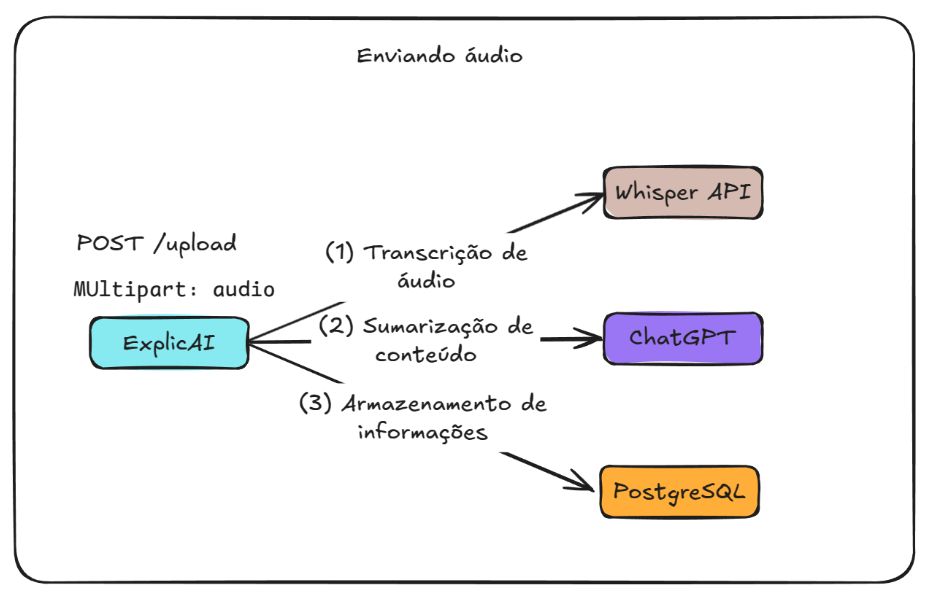 Enviando áudio
Whisper API
POST /upload
(1) Transcrição de
áudio
MUltipart: audio
ExplicAI
(2) Sumarização de
conteúdo
ChatGPT
(3) Armazenamento de
informações
PostgreSQL